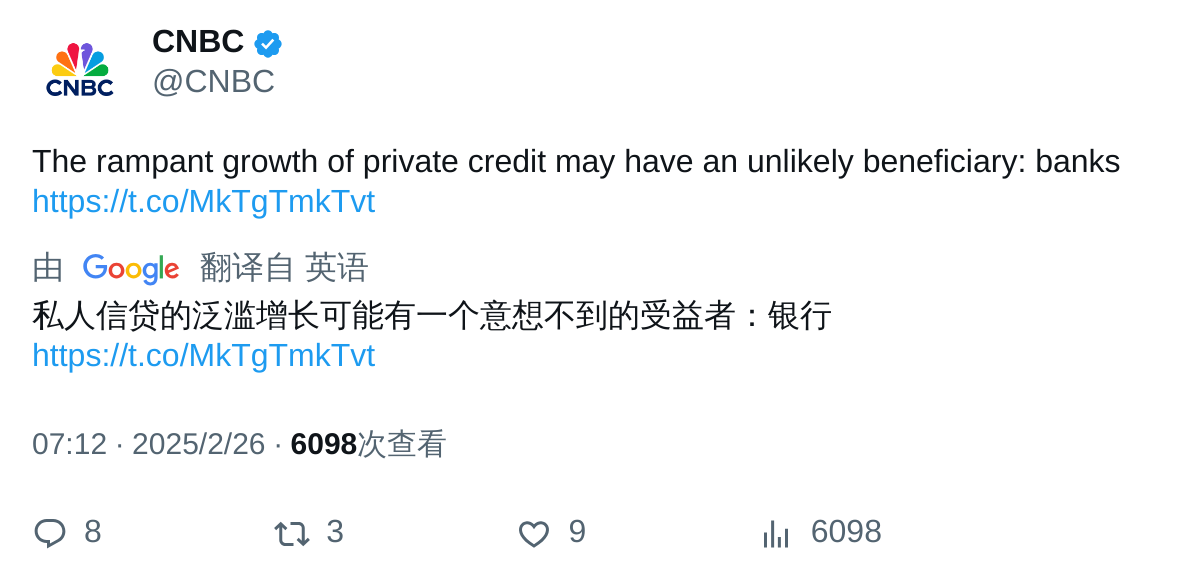 CNBC
CNBC
@CNBC
The rampant growth of private credit may have an unlikely beneficiary: banks
https://t.co/MkTgTmkTvt
由 Google 翻译自 英语
私人信贷的泛滥增长可能有一个意想不到的受益者：银行
https://t.co/MkTgTmkTvt
07:12 · 2025/2/26 · 6098次查看
8 3 9 6098